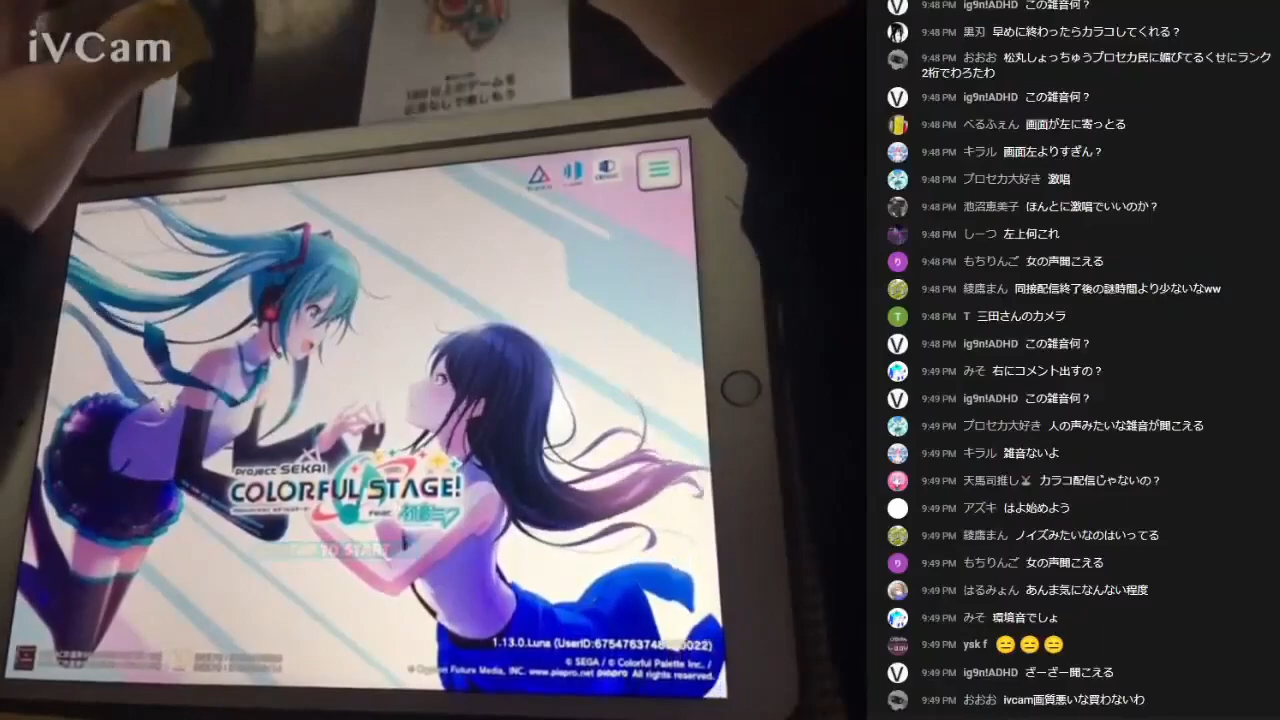 iVCam
Project SEKAI
COLORFUL STAGE!
feat. 初音ミク
TAP TO START
© SEGA / © Colorful Palette Inc. /
www.piapro.net piapro All rights reserved.
9:48 PM ig9n!ADHD この雑音何？
9:48 PM 黒刃 早めに終わったらカラコしてくれる？
9:48 PM おおお 松丸しょっちゅうプロセカ民に媚びてるくせにランク
2桁でわろたわ
9:48 PM ig9n!ADHD この雑音何？
9:48 PM べるふぇん 画面が左に寄っとる
9:48 PM キラル 画面左よりすぎん？
9:48 PM プロセカ大好き 激唱
9:48 PM 池沼恵美子 ほんとに激唱でいいのか？
9:48 PM しーつ 左上何これ
9:48 PM もちりんご 女の声聞こえる
9:48 PM 綾鷹まん 同接配信終了後の謎時間より少ないなww
9:48 PM T 三田さんのカメラ
9:48 PM ig9n!ADHD この雑音何？
9:49 PM みそ 右にコメント出すの？
9:49 PM ig9n!ADHD この雑音何？
9:49 PM プロセカ大好き 人の声みたいな雑音が聞こえる
9:49 PM キラル 雑音ないよ
9:49 PM 天馬司推し カラコ配信じゃないの？
9:49 PM アズキ はよ始めよう
9:49 PM 綾鷹まん ノイズみたいなのはいってる
9:49 PM もちりんご 女の声聞こえる
9:49 PM はるみょん あんま気になんない程度
9:49 PM みそ 環境音でしょ
9:49 PM ysk f 😑😑😑
9:49 PM ig9n!ADHD ざーざー聞こえる
9:49 PM おおお ivcam画質悪いな買わないわ